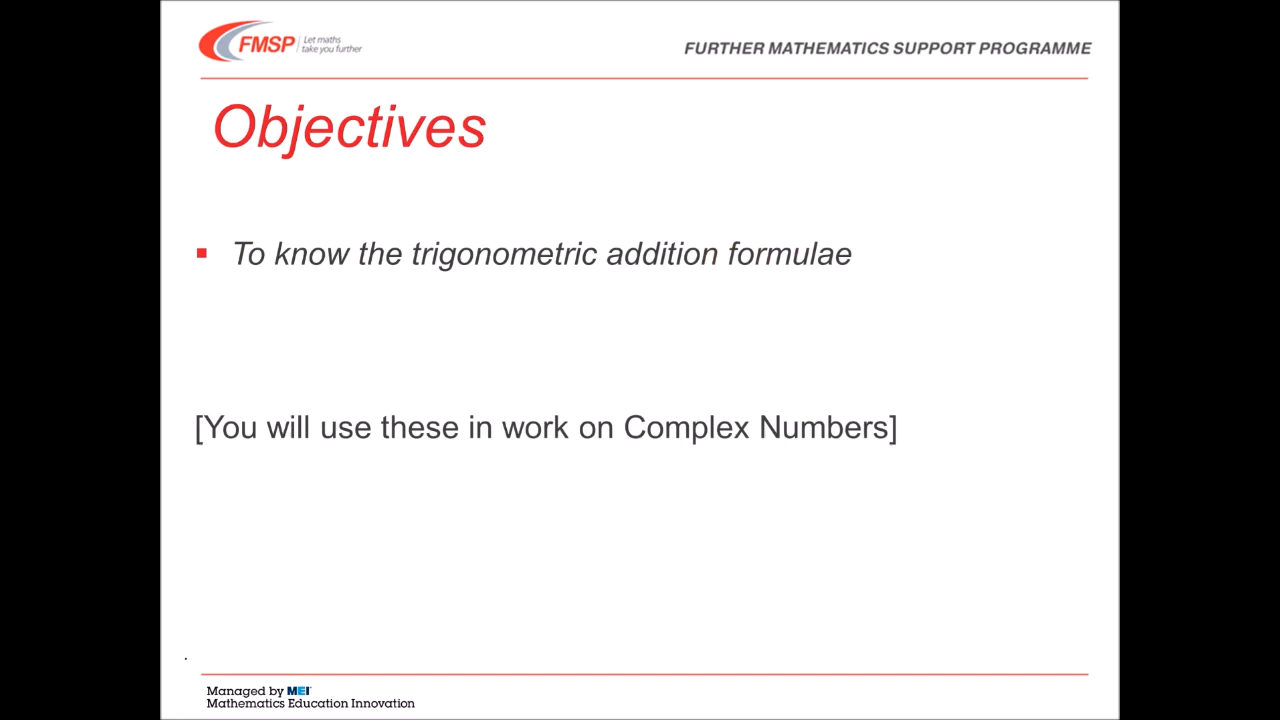 FMSP
Let maths
take you further
FURTHER MATHEMATICS SUPPORT PROGRAMME
Objectives
▪ To know the trigonometric addition formulae
[You will use these in work on Complex Numbers]
.
Managed by MEI
Mathematics Education Innovation